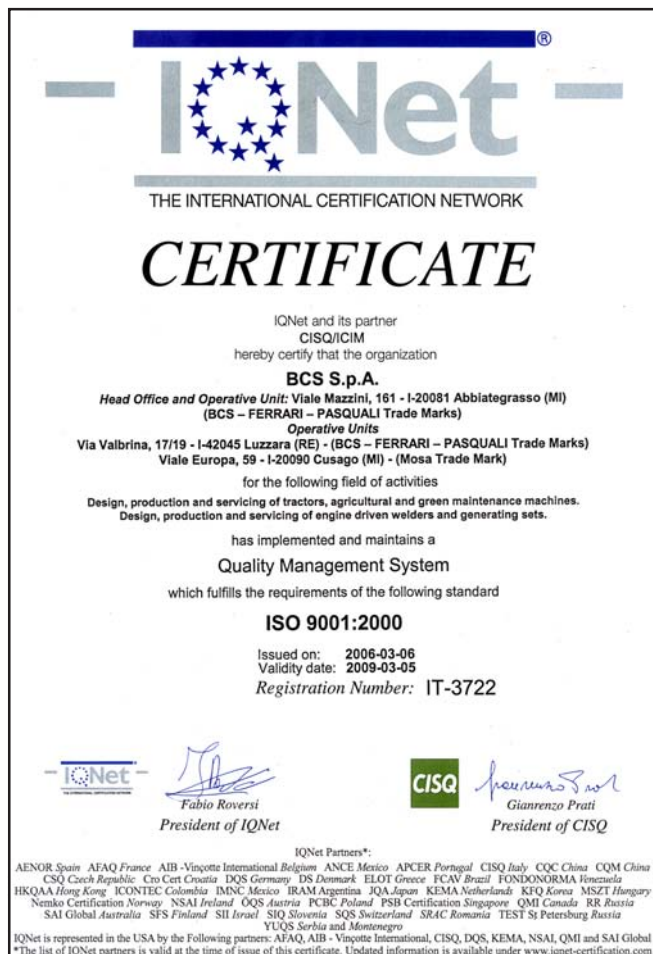 IQNet ®
THE INTERNATIONAL CERTIFICATION NETWORK
CERTIFICATE
IQNet and its partner
CISQ/ICIM
hereby certify that the organization
BCS S.p.A.
Head Office and Operative Unit: Viale Mazzini, 161 - I-20081 Abbiategrasso (MI)
(BCS – FERRARI – PASQUALI Trade Marks)
Operative Units
Via Valbrina, 17/19 - I-42045 Luzzara (RE) - (BCS – FERRARI – PASQUALI Trade Marks)
Viale Europa, 59 - I-20090 Cusago (MI) - (Mosa Trade Mark)
for the following field of activities
Design, production and servicing of tractors, agricultural and green maintenance machines.
Design, production and servicing of engine driven welders and generating sets.
has implemented and maintains a
Quality Management System
which fulfills the requirements of the following standard
ISO 9001:2000
Issued on: 2006-03-06
Validity date: 2009-03-05
Registration Number: IT-3722
IQNet
THE INTERNATIONAL CERTIFICATION NETWORK
Fabio Roversi
President of IQNet
CISQ
Gianrenzo Prati
President of CISQ
IQNet Partners*:
AENOR Spain AFAQ France AIB -Vinçotte International Belgium ANCE Mexico APCER Portugal CISQ Italy CQC China CQM China
CSQ Czech Republic Cro Cert Croatia DQS Germany DS Denmark ELOT Greece FCAV Brazil FONDONORMA Venezuela
HKQAA Hong Kong ICONTEC Colombia IMNC Mexico IRAM Argentina JQA Japan KEMA Netherlands KFQ Korea MSZT Hungary
Nemko Certification Norway NSAI Ireland ÖQS Austria PCBC Poland PSB Certification Singapore QMI Canada RR Russia
SAI Global Australia SFS Finland SII Israel SIQ Slovenia SQS Switzerland SRAC Romania TEST St Petersburg Russia
YUQS Serbia and Montenegro
IQNet is represented in the USA by the Following partners: AFAQ, AIB - Vinçotte International, CISQ, DQS, KEMA, NSAI, QMI and SAI Global
*The list of IQNet partners is valid at the time of issue of this certificate. Updated information is available under www.iqnet-certification.com